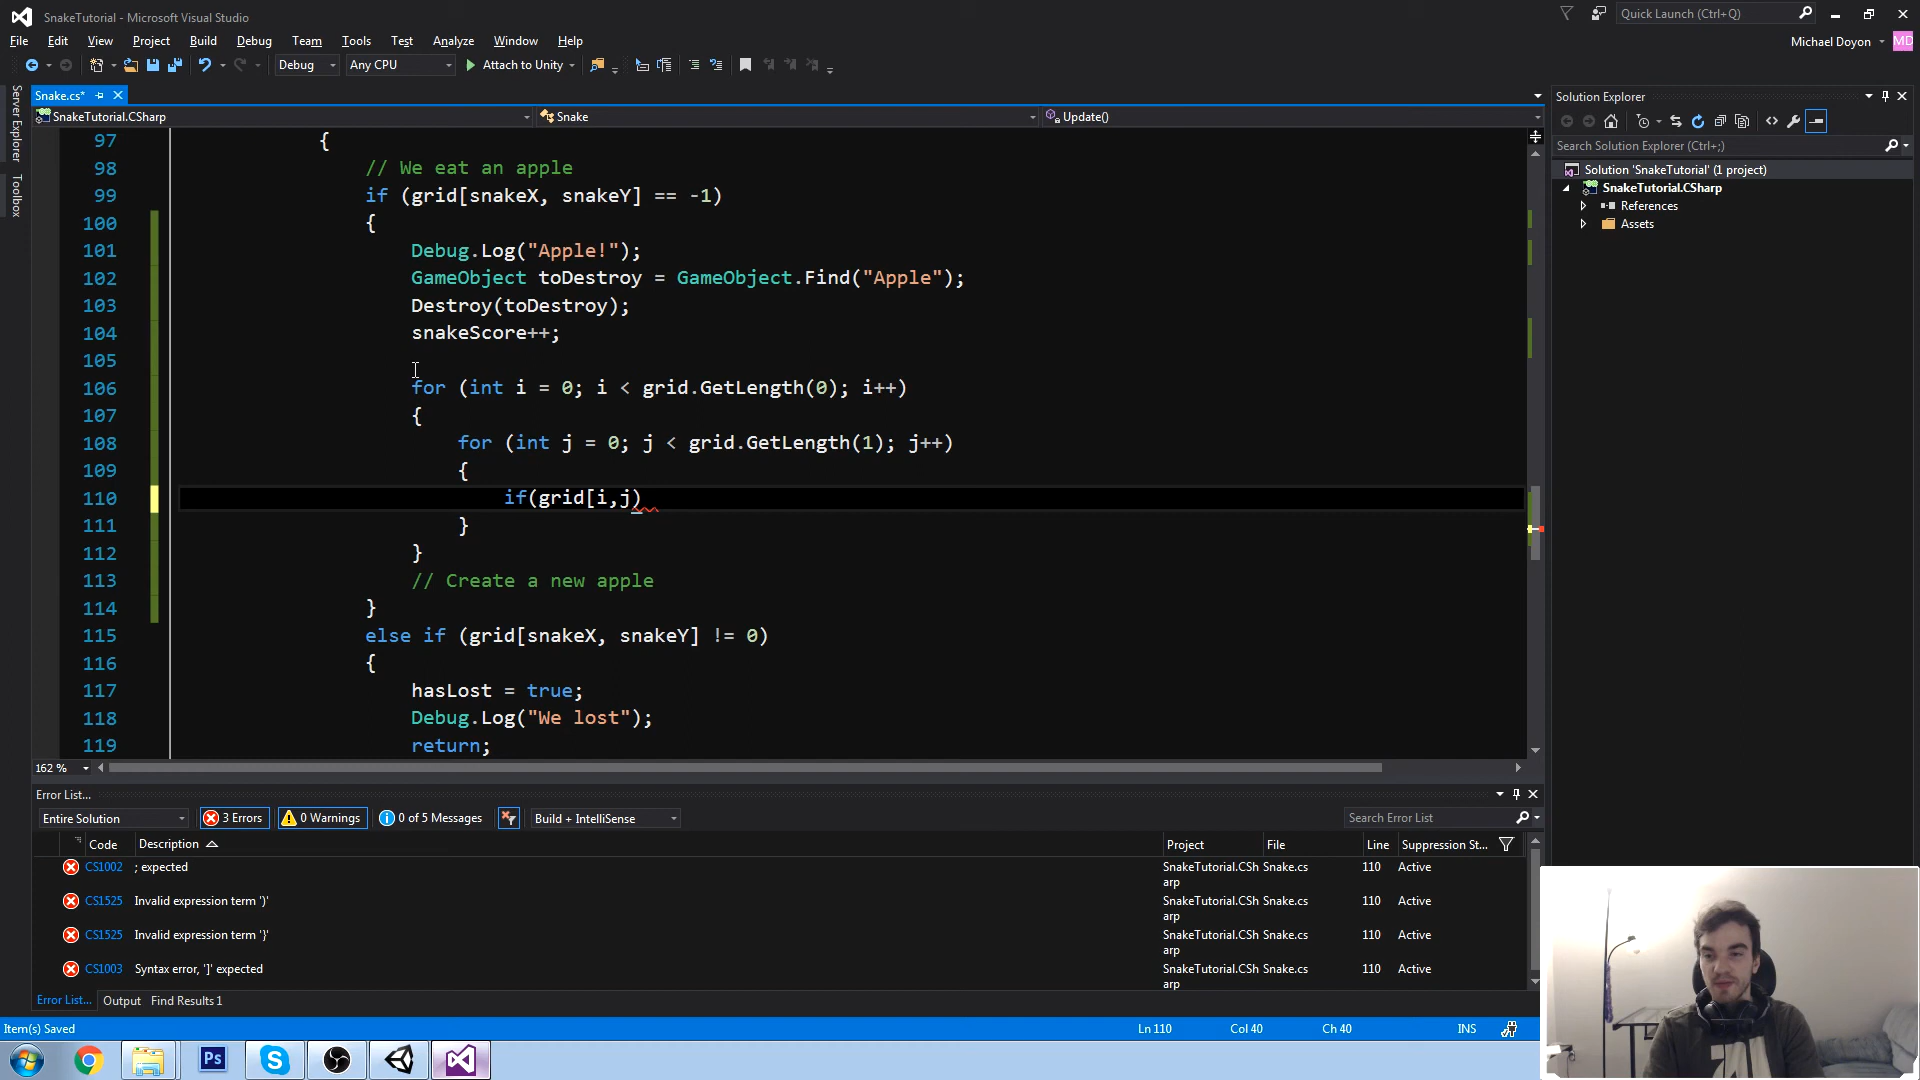 SnakeTutorial - Microsoft Visual Studio
Quick Launch (Ctrl+Q)
File Edit View Project Build Debug Team Tools Test Analyze Window Help
Michael Doyon MD
Debug Any CPU Attach to Unity
Server Explorer
Toolbox
Snake.cs*
SnakeTutorial.CSharp Snake Update()
97 {
98 // We eat an apple
99 if (grid[snakeX, snakeY] == -1)
100 {
101 Debug.Log("Apple!");
102 GameObject toDestroy = GameObject.Find("Apple");
103 Destroy(toDestroy);
104 snakeScore++;
105
106 for (int i = 0; i < grid.GetLength(0); i++)
107 {
108 for (int j = 0; j < grid.GetLength(1); j++)
109 {
110 if(grid[i,j)
111 }
112 }
113 // Create a new apple
114 }
115 else if (grid[snakeX, snakeY] != 0)
116 {
117 hasLost = true;
118 Debug.Log("We lost");
119 return;
162 %
Solution Explorer
Search Solution Explorer (Ctrl+;)
Solution 'SnakeTutorial' (1 project)
SnakeTutorial.CSharp
References
Assets
Error List...
Entire Solution 3 Errors 0 Warnings 0 of 5 Messages Build + IntelliSense Search Error List
Code Description Project File Line Suppression St...
CS1002 ; expected SnakeTutorial.CSh Snake.cs 110 Active
arp
CS1525 Invalid expression term ')' SnakeTutorial.CSh Snake.cs 110 Active
arp
CS1525 Invalid expression term '}' SnakeTutorial.CSh Snake.cs 110 Active
arp
CS1003 Syntax error, ']' expected SnakeTutorial.CSh Snake.cs 110 Active
arp
Error List... Output Find Results 1
Item(s) Saved Ln 110 Col 40 Ch 40 INS
Ps